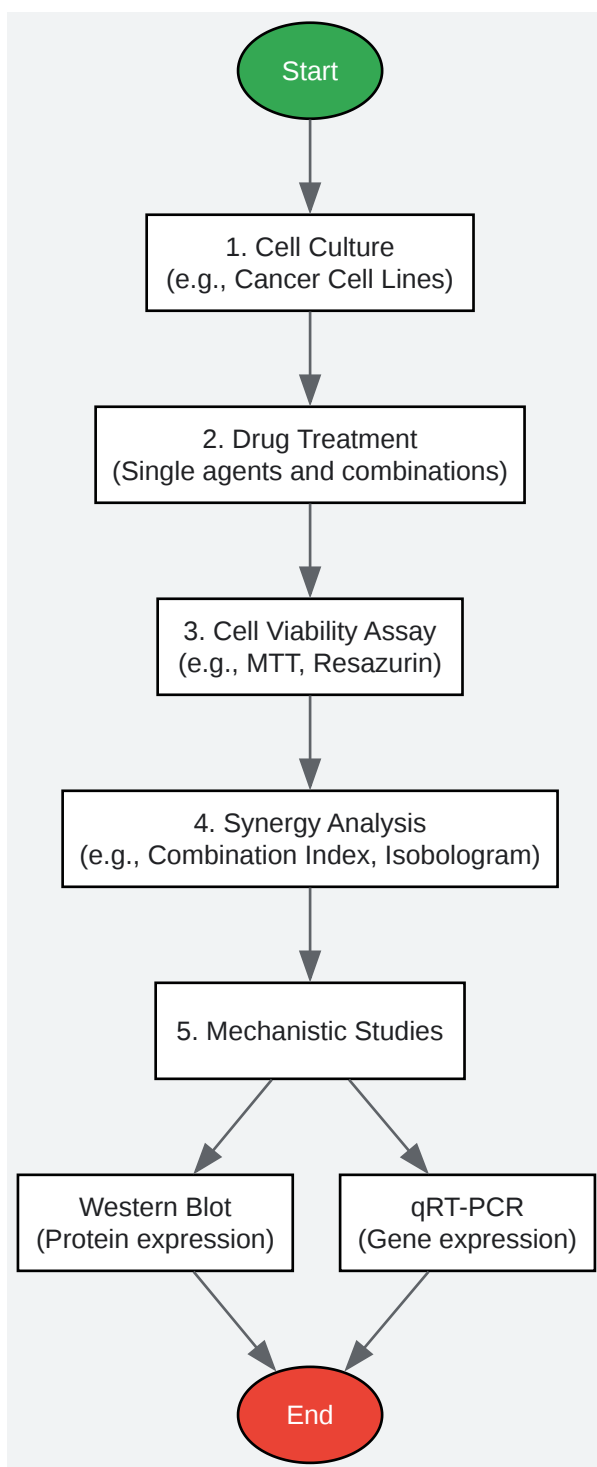 Start
1. Cell Culture
(e.g., Cancer Cell Lines)
2. Drug Treatment
(Single agents and combinations)
3. Cell Viability Assay
(e.g., MTT, Resazurin)
4. Synergy Analysis
(e.g., Combination Index, Isobologram)
5. Mechanistic Studies
Western Blot
(Protein expression)
qRT-PCR
(Gene expression)
End